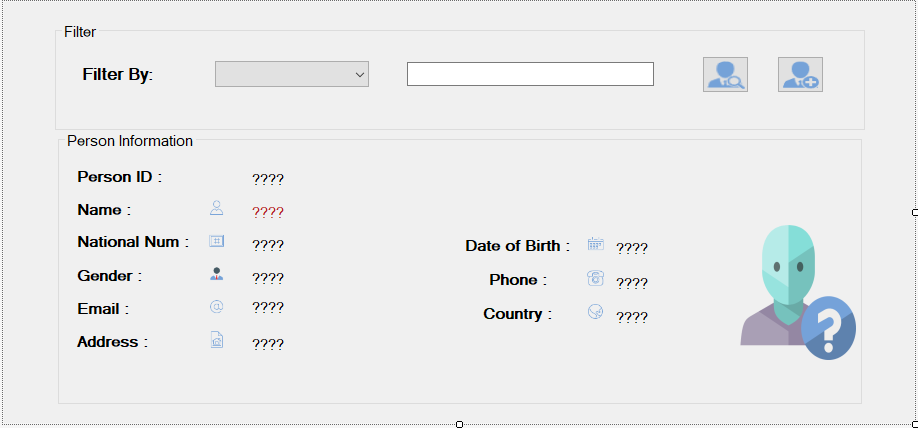 Filter
Filter By:
Person Information
Person ID : ????
Name : ????
National Num : ????
Gender : ????
Email : ????
Address : ????
Date of Birth : ????
Phone : ????
Country : ????
?